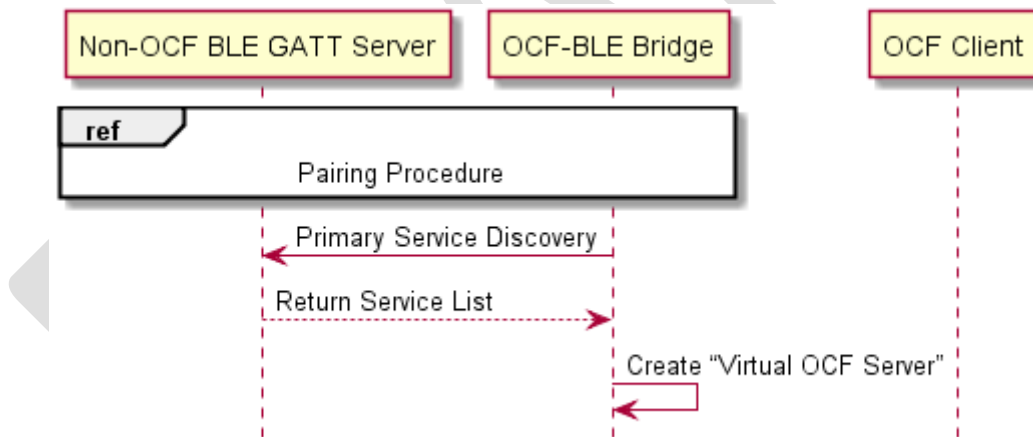 Non-OCF BLE GATT Server
OCF-BLE Bridge
OCF Client
ref
Pairing Procedure
Primary Service Discovery
Return Service List
Create “Virtual OCF Server”